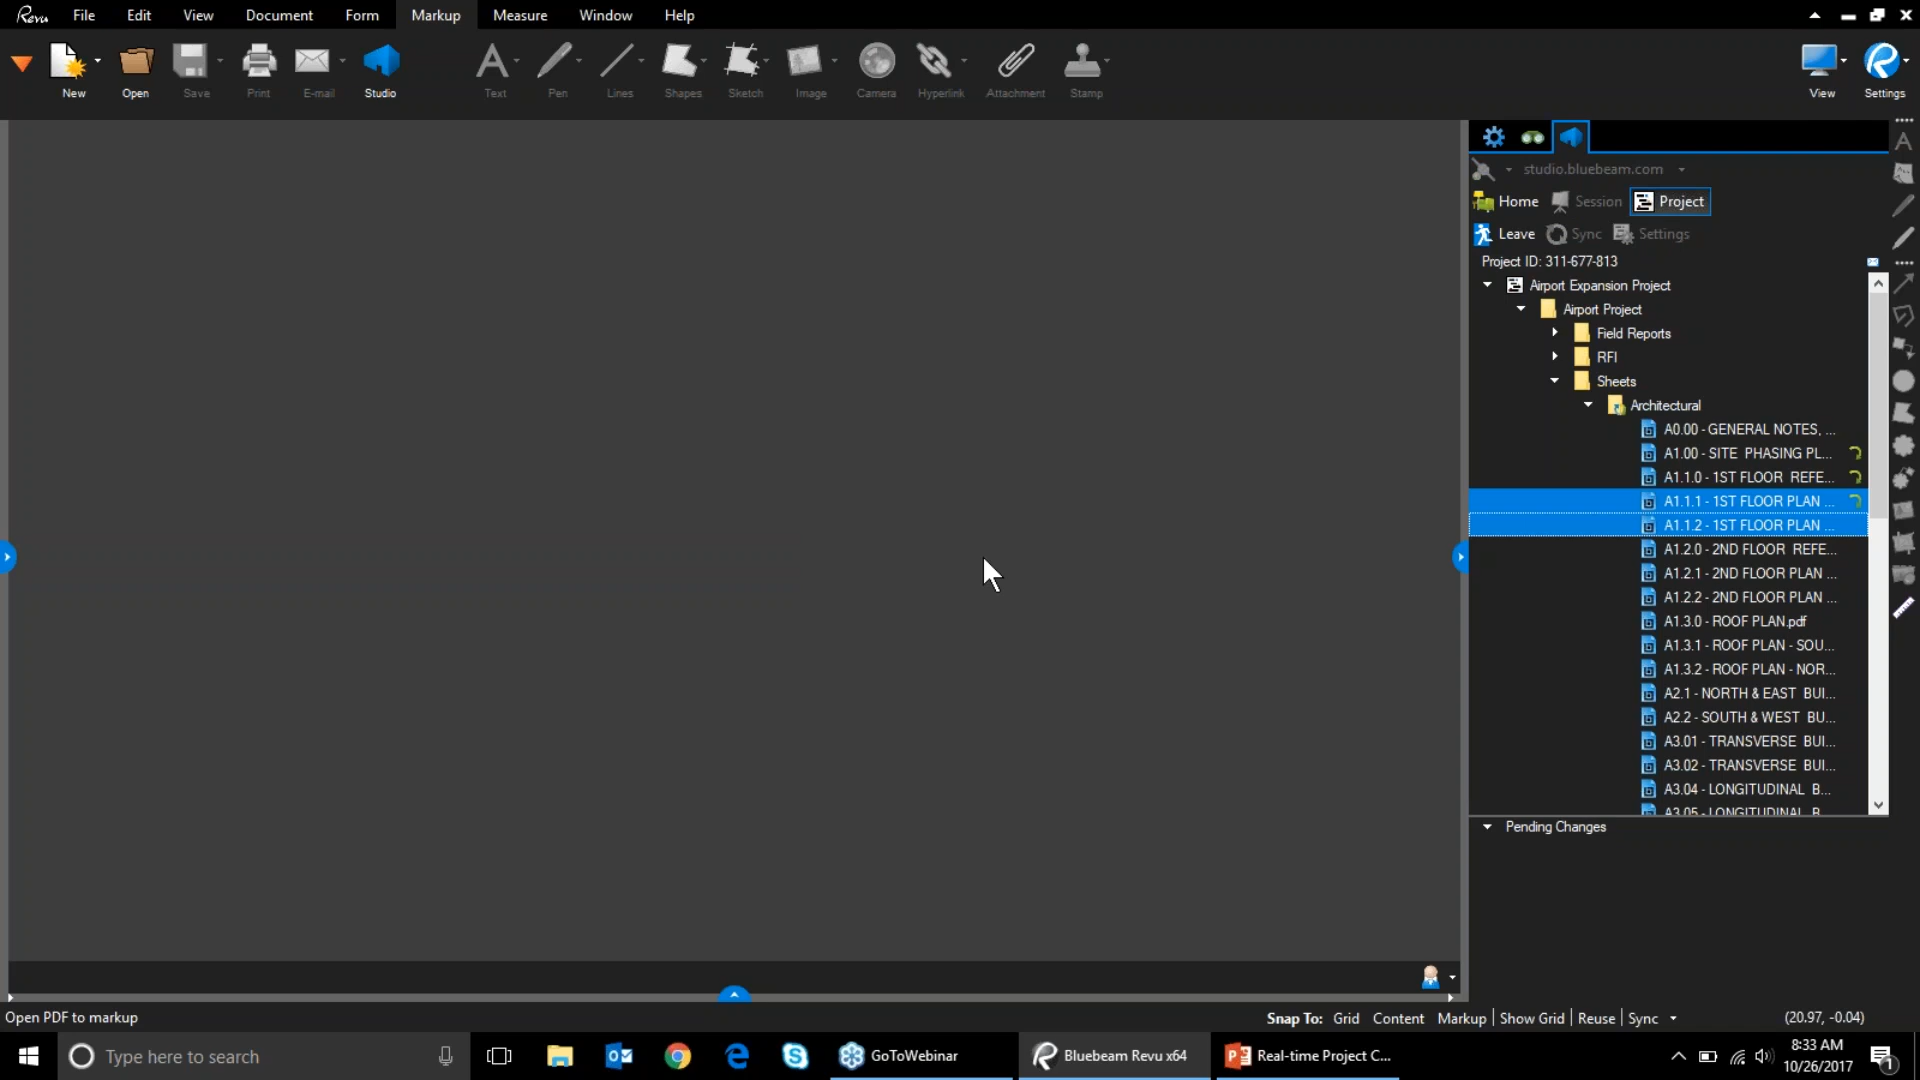 Revu File Edit View Document Form Markup Measure Window Help
New Open Save Print E-mail Studio Text Pen Lines Shapes Sketch Image Camera Hyperlink Attachment Stamp View Settings
studio.bluebeam.com
Home Session Project
Leave Sync Settings
Project ID: 311-677-813
Airport Expansion Project
Airport Project
Field Reports
RFI
Sheets
Architectural
A0.00 - GENERAL NOTES, ...
A1.00 - SITE PHASING PL...
A1.1.0 - 1ST FLOOR REFE...
A1.1.1 - 1ST FLOOR PLAN ...
A1.1.2 - 1ST FLOOR PLAN ...
A1.2.0 - 2ND FLOOR REFE...
A1.2.1 - 2ND FLOOR PLAN ...
A1.2.2 - 2ND FLOOR PLAN ...
A1.3.0 - ROOF PLAN.pdf
A1.3.1 - ROOF PLAN - SOU...
A1.3.2 - ROOF PLAN - NOR...
A2.1 - NORTH & EAST BUI...
A2.2 - SOUTH & WEST BU...
A3.01 - TRANSVERSE BUI...
A3.02 - TRANSVERSE BUI...
A3.04 - LONGITUDINAL B...
A3.05 - LONGITUDINAL B...
Pending Changes
Open PDF to markup
Snap To: Grid Content Markup Show Grid Reuse Sync
(20.97, -0.04)
Type here to search
GoToWebinar
Bluebeam Revu x64
Real-time Project C...
8:33 AM
10/26/2017
1